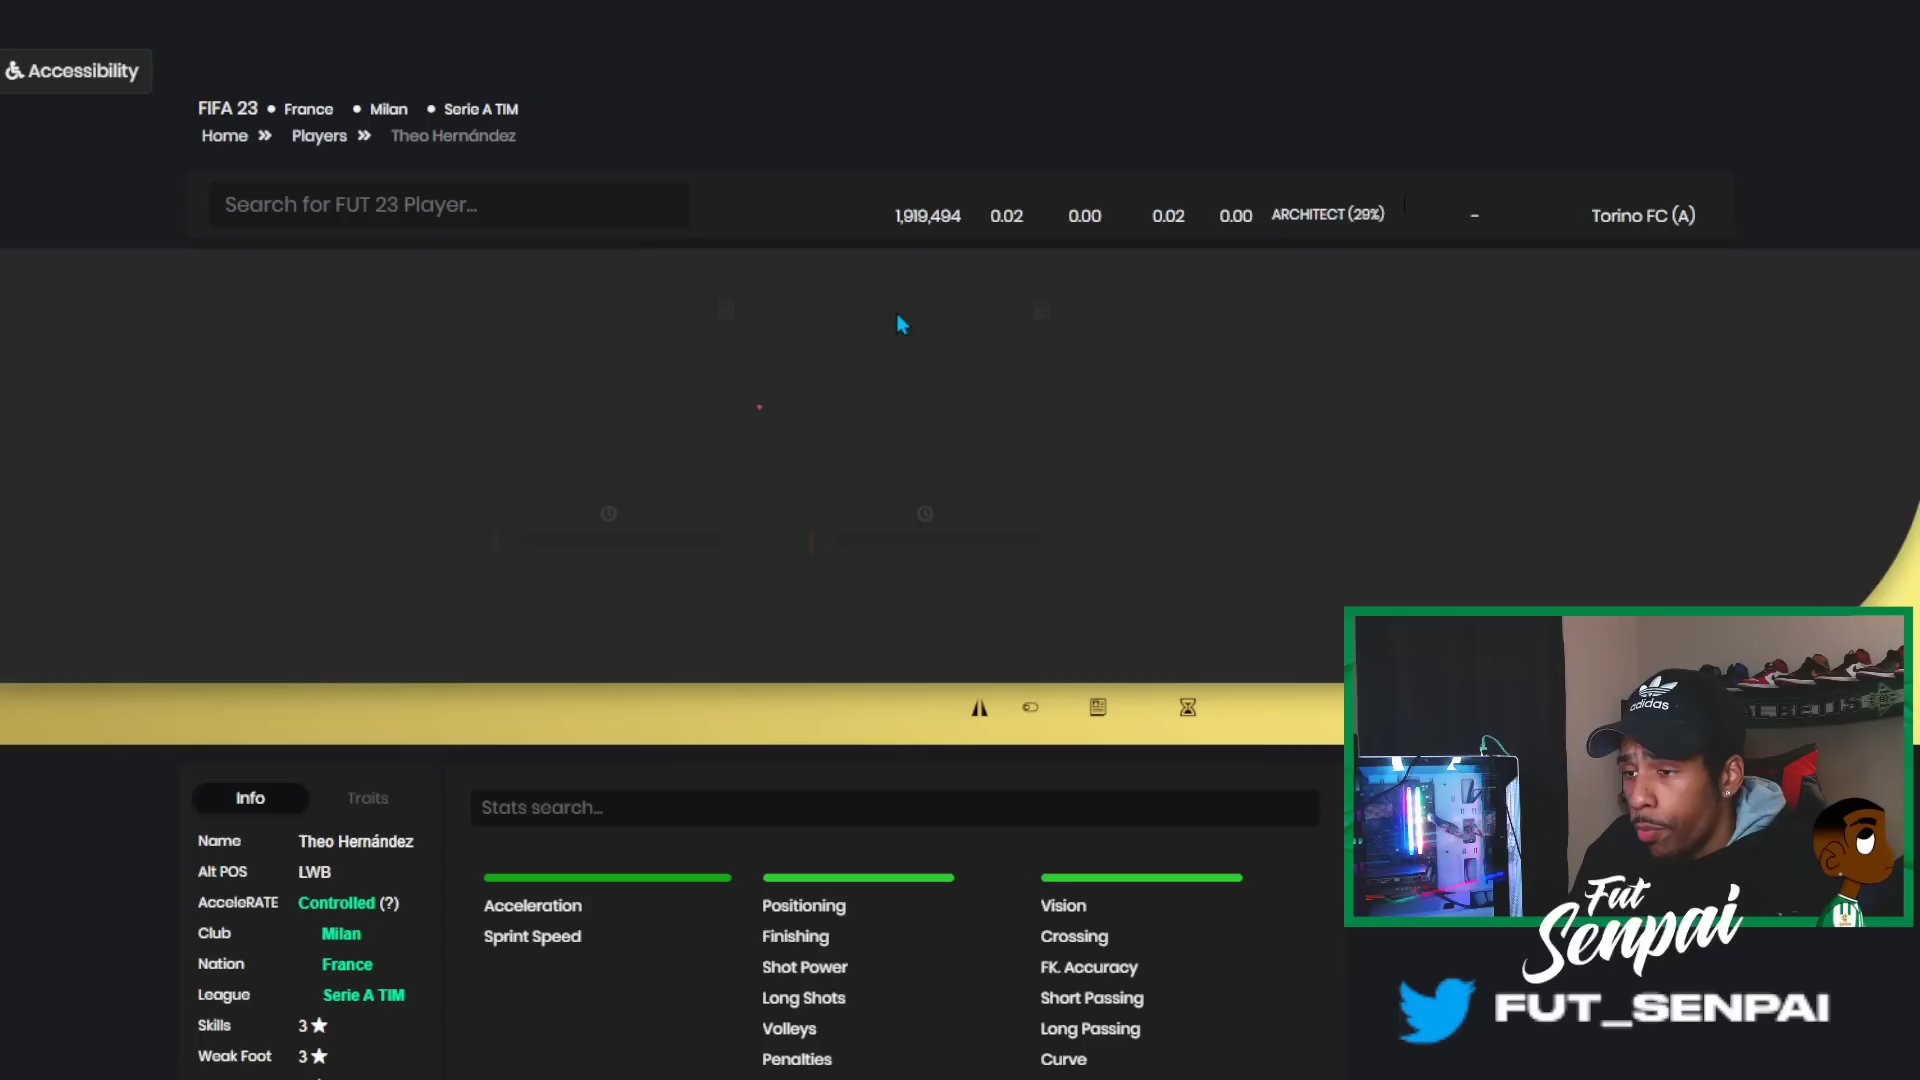 Accessibility
FIFA 23 • France • Milan • Serie A TIM
Home » Players » Theo Hernández
Search for FUT 23 Player...
1,919,494 0.02 0.00 0.02 0.00 ARCHITECT (29%) - Torino FC (A)
Info Traits
Name Theo Hernández
Alt POS LWB
AcceleRATE Controlled (?)
Club Milan
Nation France
League Serie A TIM
Skills 3★
Weak Foot 3★
Stats search...
Acceleration
Sprint Speed
Positioning
Finishing
Shot Power
Long Shots
Volleys
Penalties
Vision
Crossing
FK. Accuracy
Short Passing
Long Passing
Curve
adidas
ALBETIS
Fut
Senpai
FUT_SENPAI